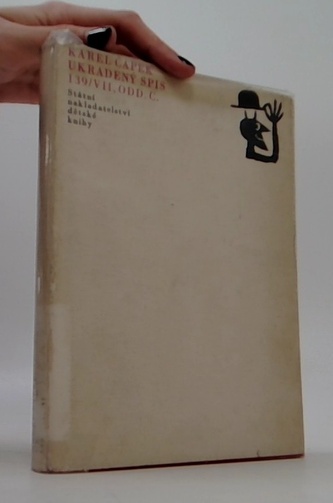 KAREL ČAPEK
UKRADENÝ SPIS
139/VII, ODD. C.
Státní
nakladatelství
dětské
knihy